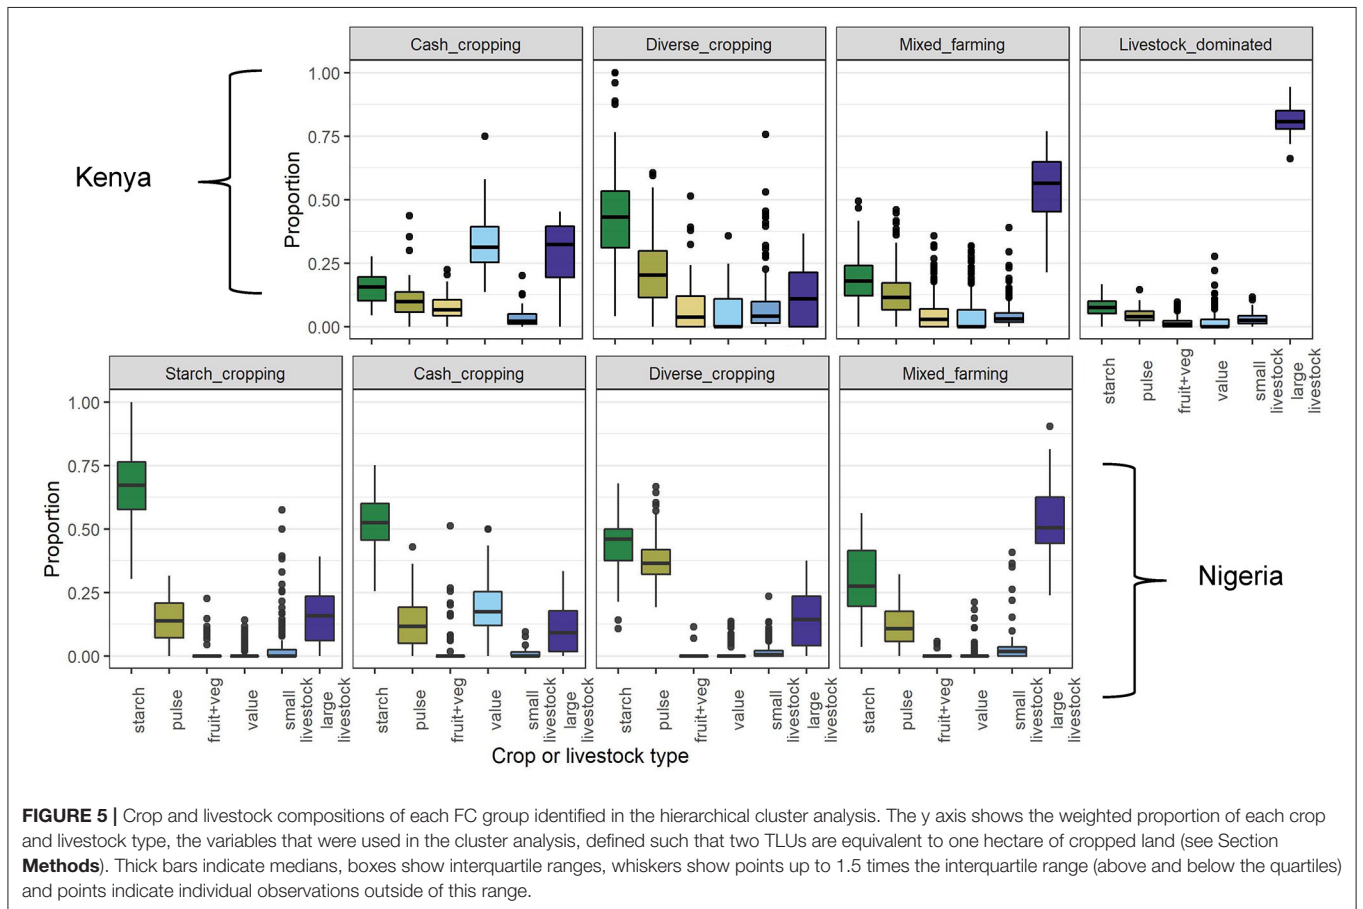 Cash_cropping Diverse_cropping Mixed_farming Livestock_dominated
Kenya
Proportion
1.00
0.75
0.50
0.25
0.00
starch pulse fruit+veg value small livestock large livestock
Starch_cropping Cash_cropping Diverse_cropping Mixed_farming
Proportion
1.00
0.75
0.50
0.25
0.00
Nigeria
starch pulse fruit+veg value small livestock large livestock
starch pulse fruit+veg value small livestock large livestock
starch pulse fruit+veg value small livestock large livestock
starch pulse fruit+veg value small livestock large livestock
Crop or livestock type
FIGURE 5 | Crop and livestock compositions of each FC group identified in the hierarchical cluster analysis. The y axis shows the weighted proportion of each crop
and livestock type, the variables that were used in the cluster analysis, defined such that two TLUs are equivalent to one hectare of cropped land (see Section
Methods). Thick bars indicate medians, boxes show interquartile ranges, whiskers show points up to 1.5 times the interquartile range (above and below the quartiles)
and points indicate individual observations outside of this range.